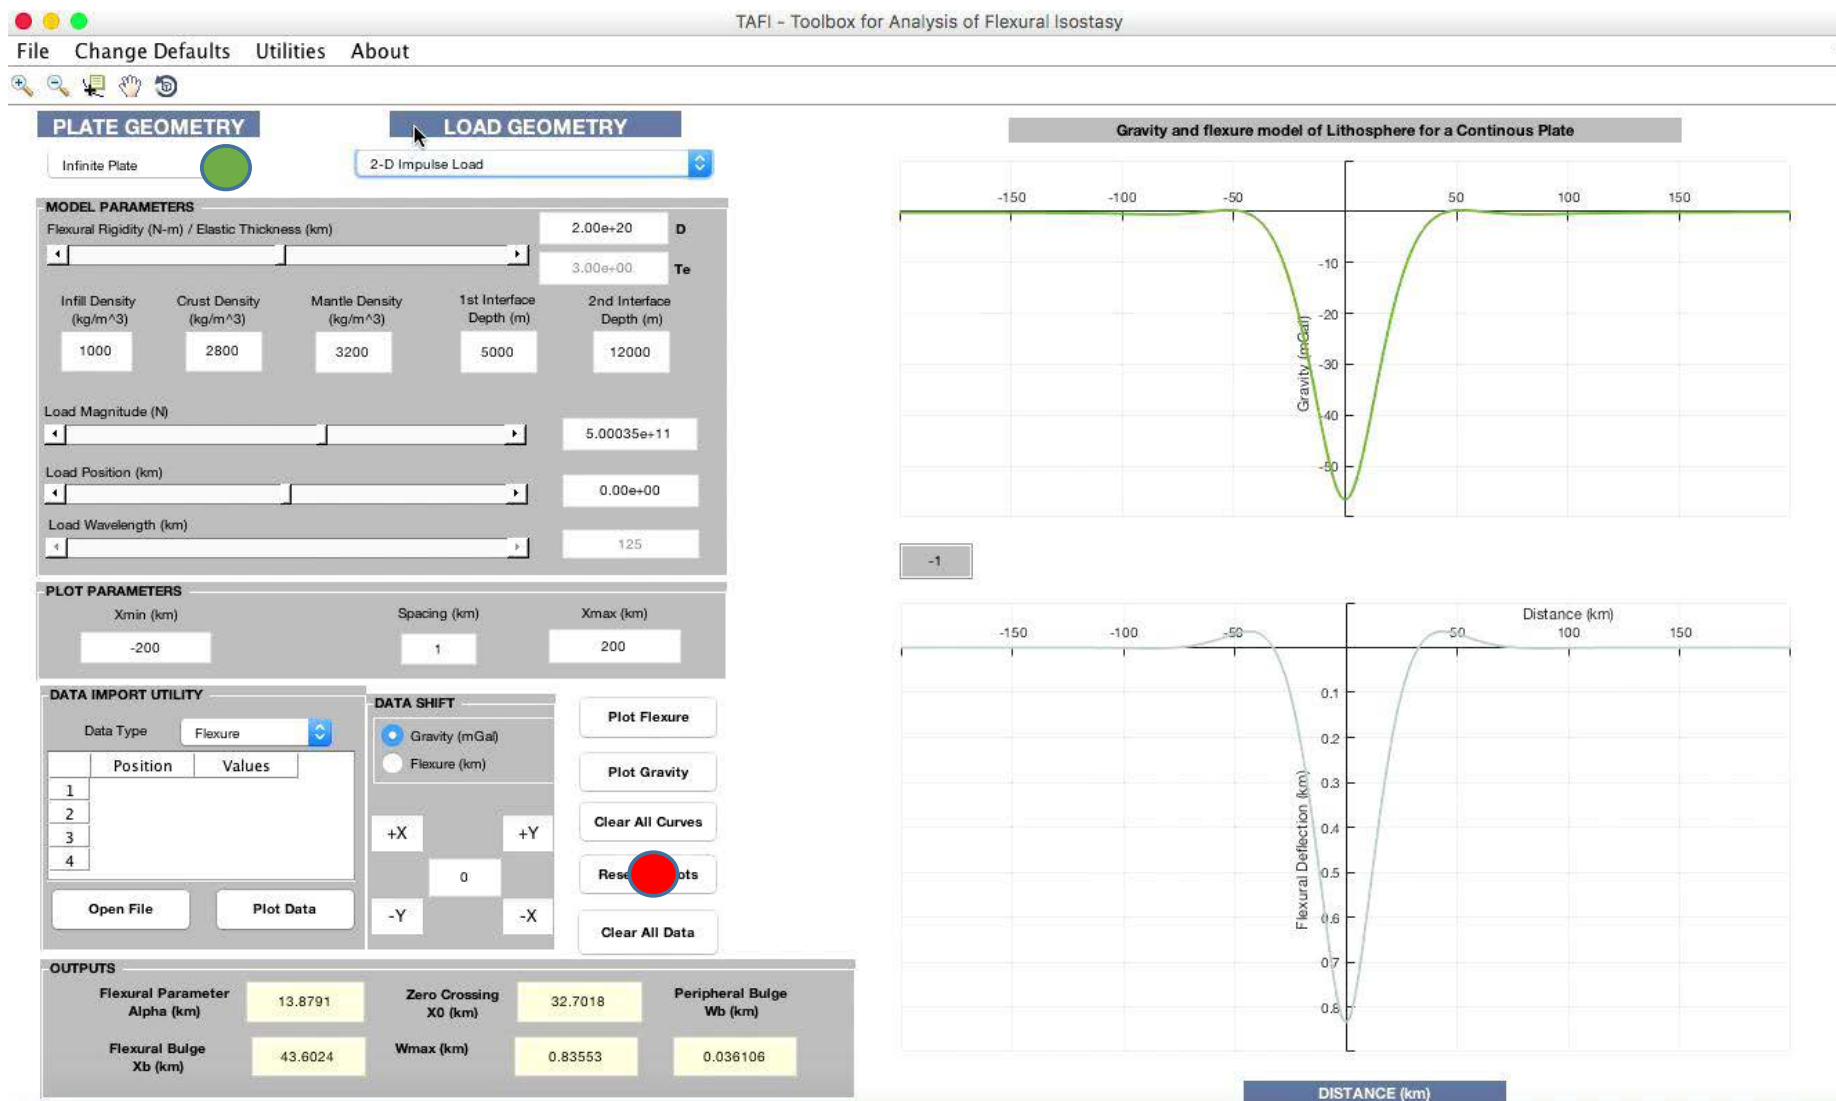 TAFI - Toolbox for Analysis of Flexural Isostasy
File Change Defaults Utilities About
PLATE GEOMETRY
LOAD GEOMETRY
Infinite Plate
2-D Impulse Load
MODEL PARAMETERS
Flexural Rigidity (N-m) / Elastic Thickness (km)
2.00e+20 D
3.00e+00 Te
Infill Density
(kg/m^3)
Crust Density
(kg/m^3)
Mantle Density
(kg/m^3)
1st Interface
Depth (m)
2nd Interface
Depth (m)
1000
2800
3200
5000
12000
Load Magnitude (N)
5.00035e+11
Load Position (km)
0.00e+00
Load Wavelength (km)
125
PLOT PARAMETERS
Xmin (km)
Spacing (km)
Xmax (km)
-200
1
200
DATA IMPORT UTILITY
Data Type
Flexure
Position Values
1
2
3
4
Open File
Plot Data
DATA SHIFT
Gravity (mGal)
Flexure (km)
+X
+Y
0
-Y
-X
Plot Flexure
Plot Gravity
Clear All Curves
Rese ots
Clear All Data
OUTPUTS
Flexural Parameter
Alpha (km)
13.8791
Zero Crossing
X0 (km)
32.7018
Peripheral Bulge
Wb (km)
Flexural Bulge
Xb (km)
43.6024
Wmax (km)
0.83553
0.036106
Gravity and flexure model of Lithosphere for a Continous Plate
-150 -100 -50 50 100 150
-10
-20
-30
-40
-50
Gravity (mGal)
-1
Distance (km)
-150 -100 -50 50 100 150
0.1
0.2
0.3
0.4
0.5
0.6
0.7
0.8
Flexural Deflection (km)
DISTANCE (km)